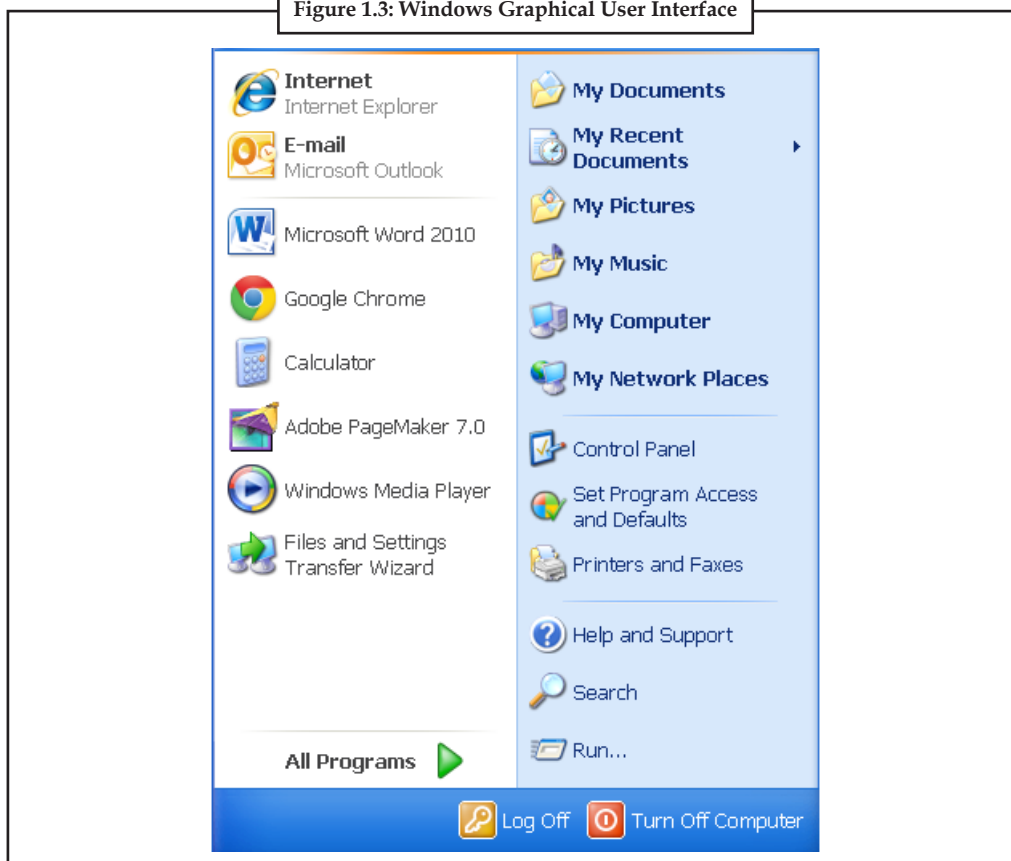 Figure 1.3: Windows Graphical User Interface
Internet
Internet Explorer
E-mail
Microsoft Outlook
Microsoft Word 2010
Google Chrome
Calculator
Adobe PageMaker 7.0
Windows Media Player
Files and Settings
Transfer Wizard
All Programs
My Documents
My Recent
Documents
My Pictures
My Music
My Computer
My Network Places
Control Panel
Set Program Access
and Defaults
Printers and Faxes
Help and Support
Search
Run...
Log Off
Turn Off Computer